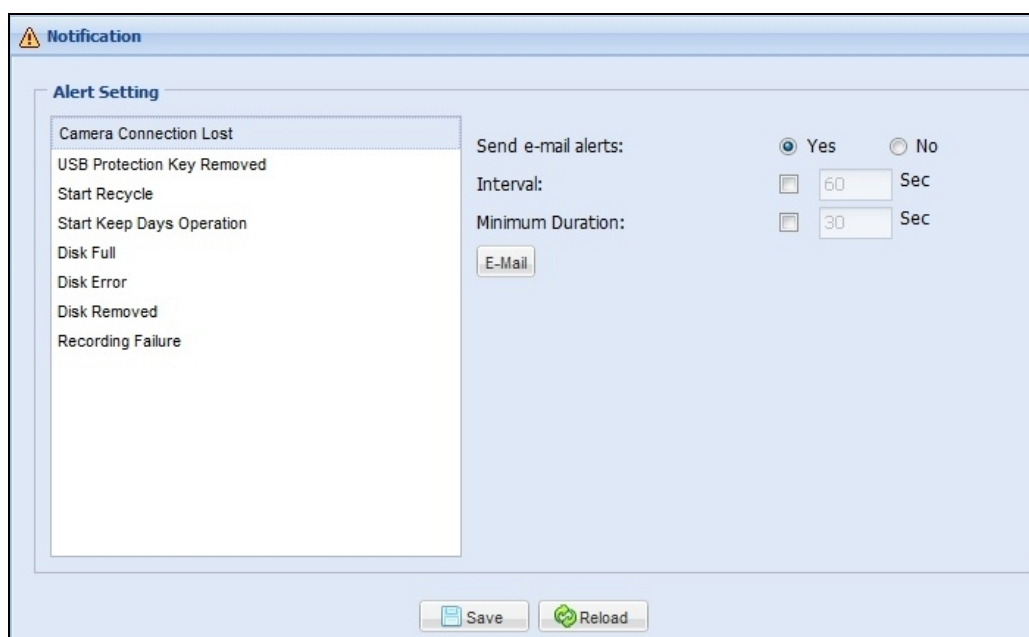 Notification
Alert Setting
Camera Connection Lost
USB Protection Key Removed
Start Recycle
Start Keep Days Operation
Disk Full
Disk Error
Disk Removed
Recording Failure
Send e-mail alerts: Yes No
Interval: 60 Sec
Minimum Duration: 30 Sec
E-Mail
Save Reload